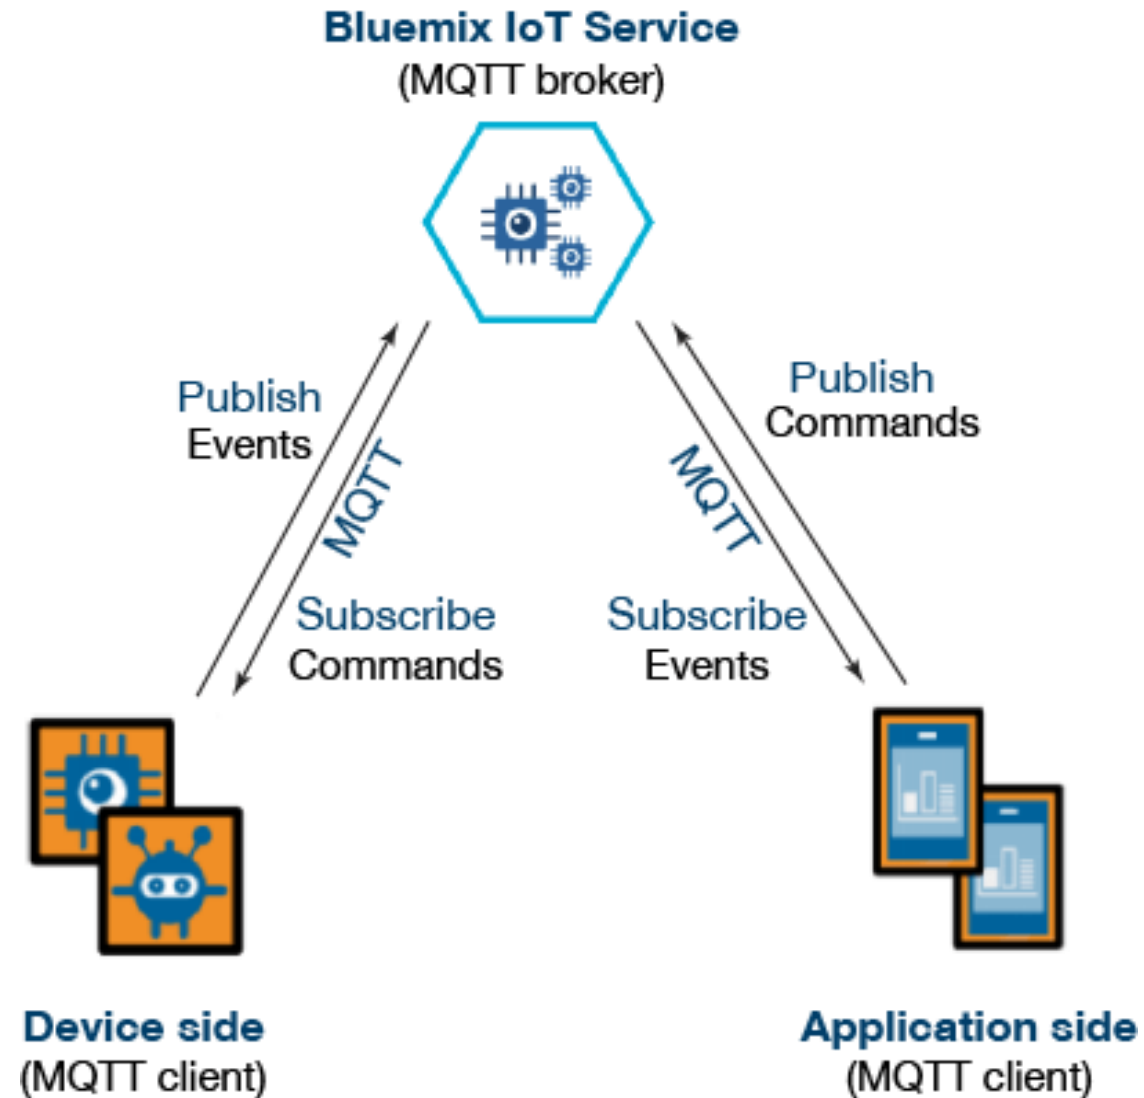 Bluemix IoT Service
(MQTT broker)
Publish
Events
MQTT
Subscribe
Commands
Publish
Commands
MQTT
Subscribe
Events
Device side
(MQTT client)
Application side
(MQTT client)